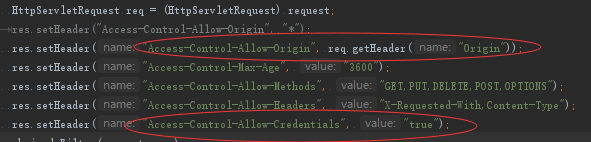 HttpServletRequest req = (HttpServletRequest) request;
res.setHeader("Access-Control-Allow-Origin", "*");
res.setHeader( name: "Access-Control-Allow-Origin", req.getHeader( name: "Origin"));
res.setHeader( name: "Access-Control-Max-Age", value: "3600");
res.setHeader( name: "Access-Control-Allow-Methods", value: "GET,PUT,DELETE,POST,OPTIONS");
res.setHeader( name: "Access-Control-Allow-Headers", value: "X-Requested-With,Content-Type");
res.setHeader( name: "Access-Control-Allow-Credentials", value: "true");